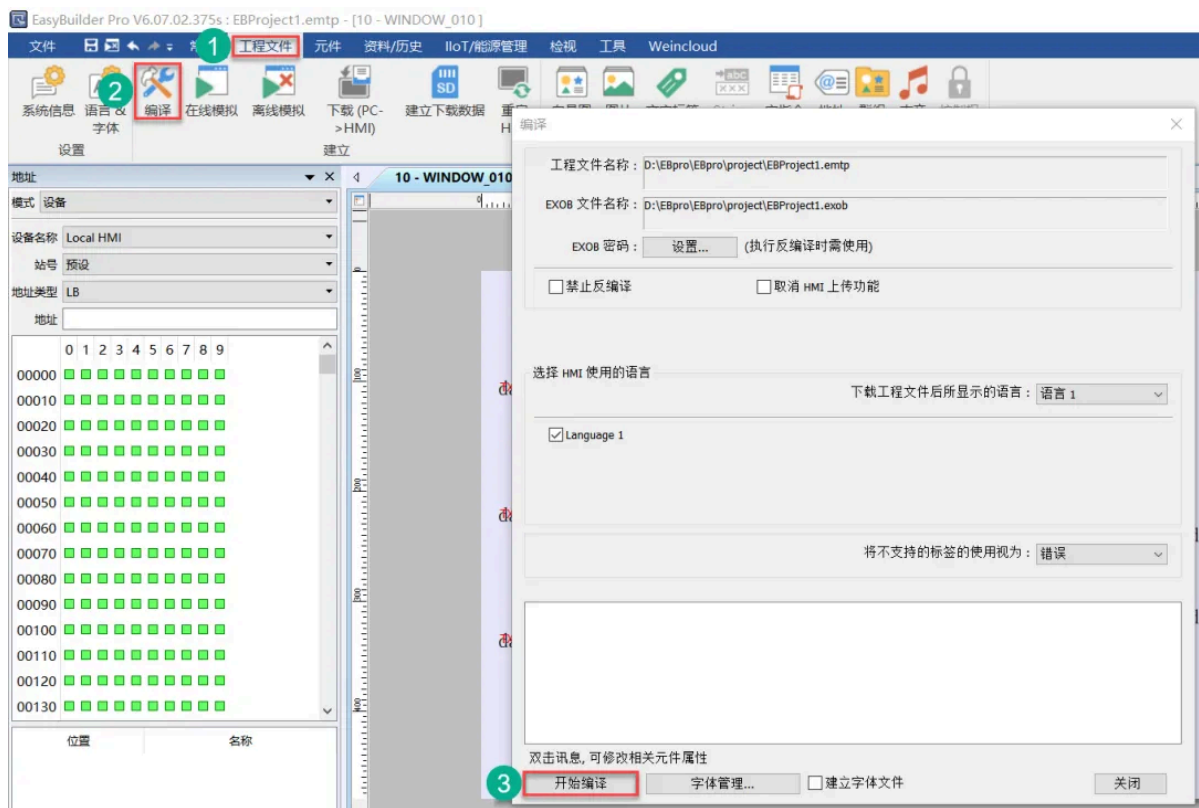 EasyBuilder Pro V6.07.02.375s : EBProject1.emtp - [10 - WINDOW_010 ]
文件 1 工程文件 元件 资料/历史 IIoT/能源管理 检视 工具 Weincloud
2
系统信息 语言 & 字体 编译 在线模拟 离线模拟 下载 (PC->HMI) 建立下载数据
设置 建立
地址
模式 设备
设备名称 Local HMI
站号 预设
地址类型 LB
地址
0 1 2 3 4 5 6 7 8 9
00000
00010
00020
00030
00040
00050
00060
00070
00080
00090
00100
00110
00120
00130
位置 名称
10 - WINDOW_010
0
100
200
300
400
编译
工程文件名称 : D:\EBpro\EBpro\project\EBProject1.emtp
EXOB 文件名称 : D:\EBpro\EBpro\project\EBProject1.exob
EXOB 密码 : 设置... (执行反编译时需使用)
禁止反编译 取消 HMI 上传功能
选择 HMI 使用的语言
下载工程文件后所显示的语言 : 语言 1
Language 1
将不支持的标签的使用视为 : 错误
双击讯息, 可修改相关元件属性
3 开始编译 字体管理... 建立字体文件 关闭